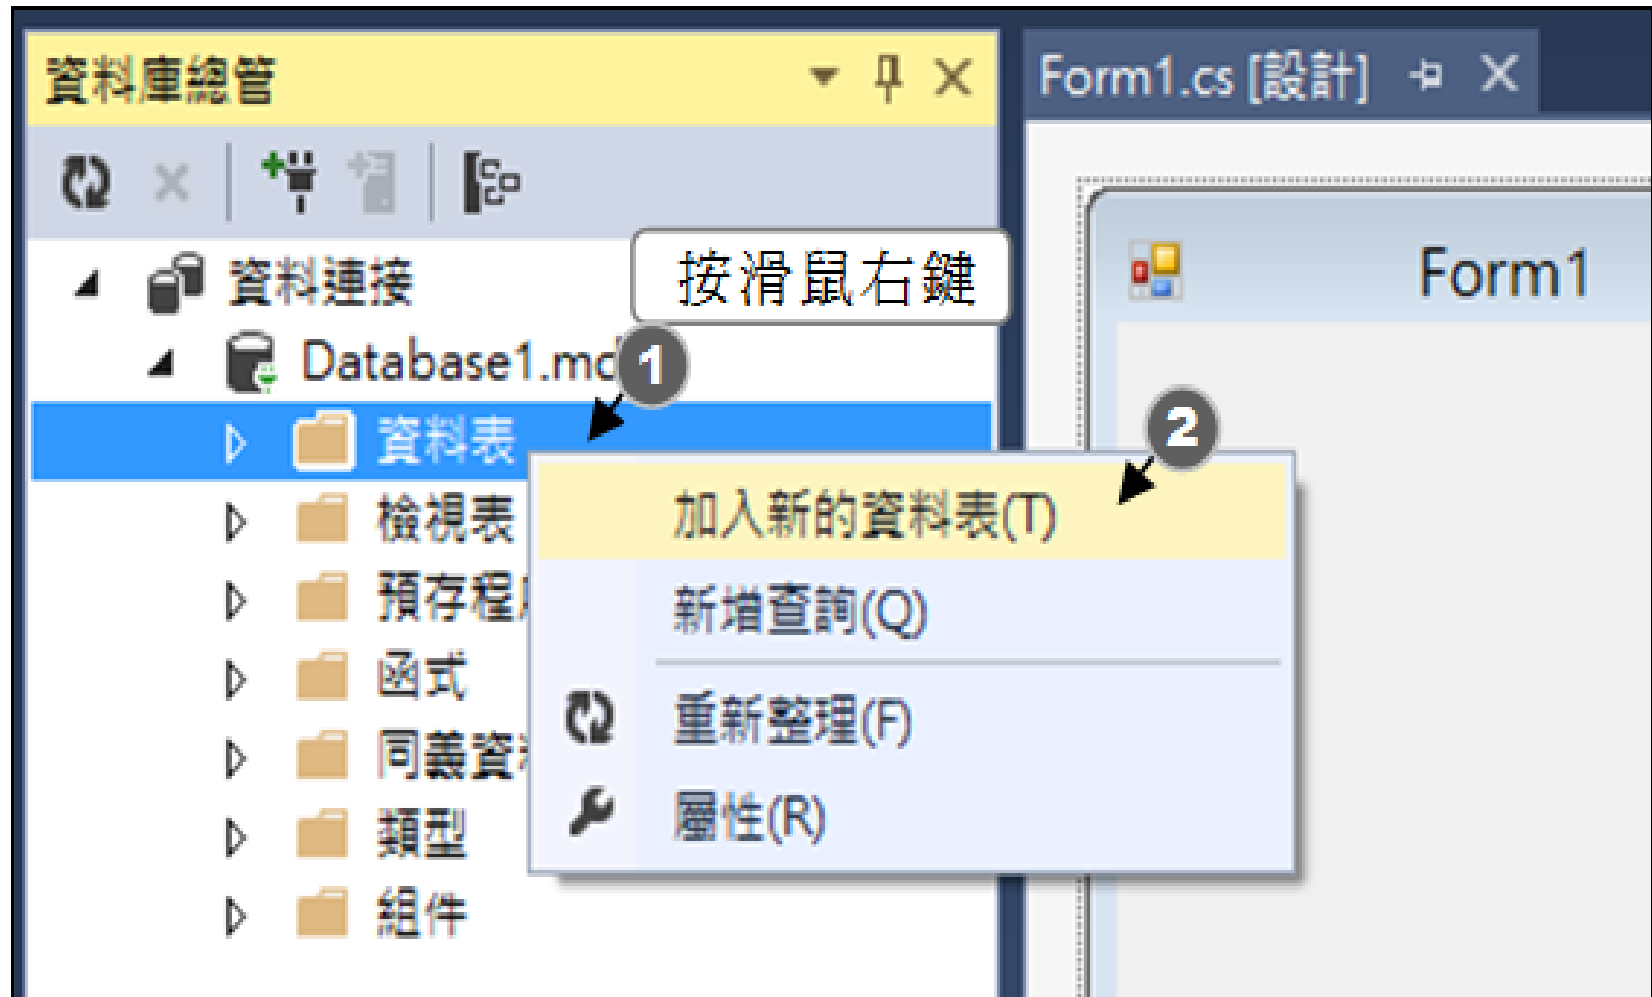 資料庫總管
Form1.cs [設計]
資料連接
按滑鼠右鍵
Form1
Database1.md
1
資料表
2
加入新的資料表(T)
檢視表
新增查詢(Q)
預存程
函式
重新整理(F)
同義資
屬性(R)
類型
組件